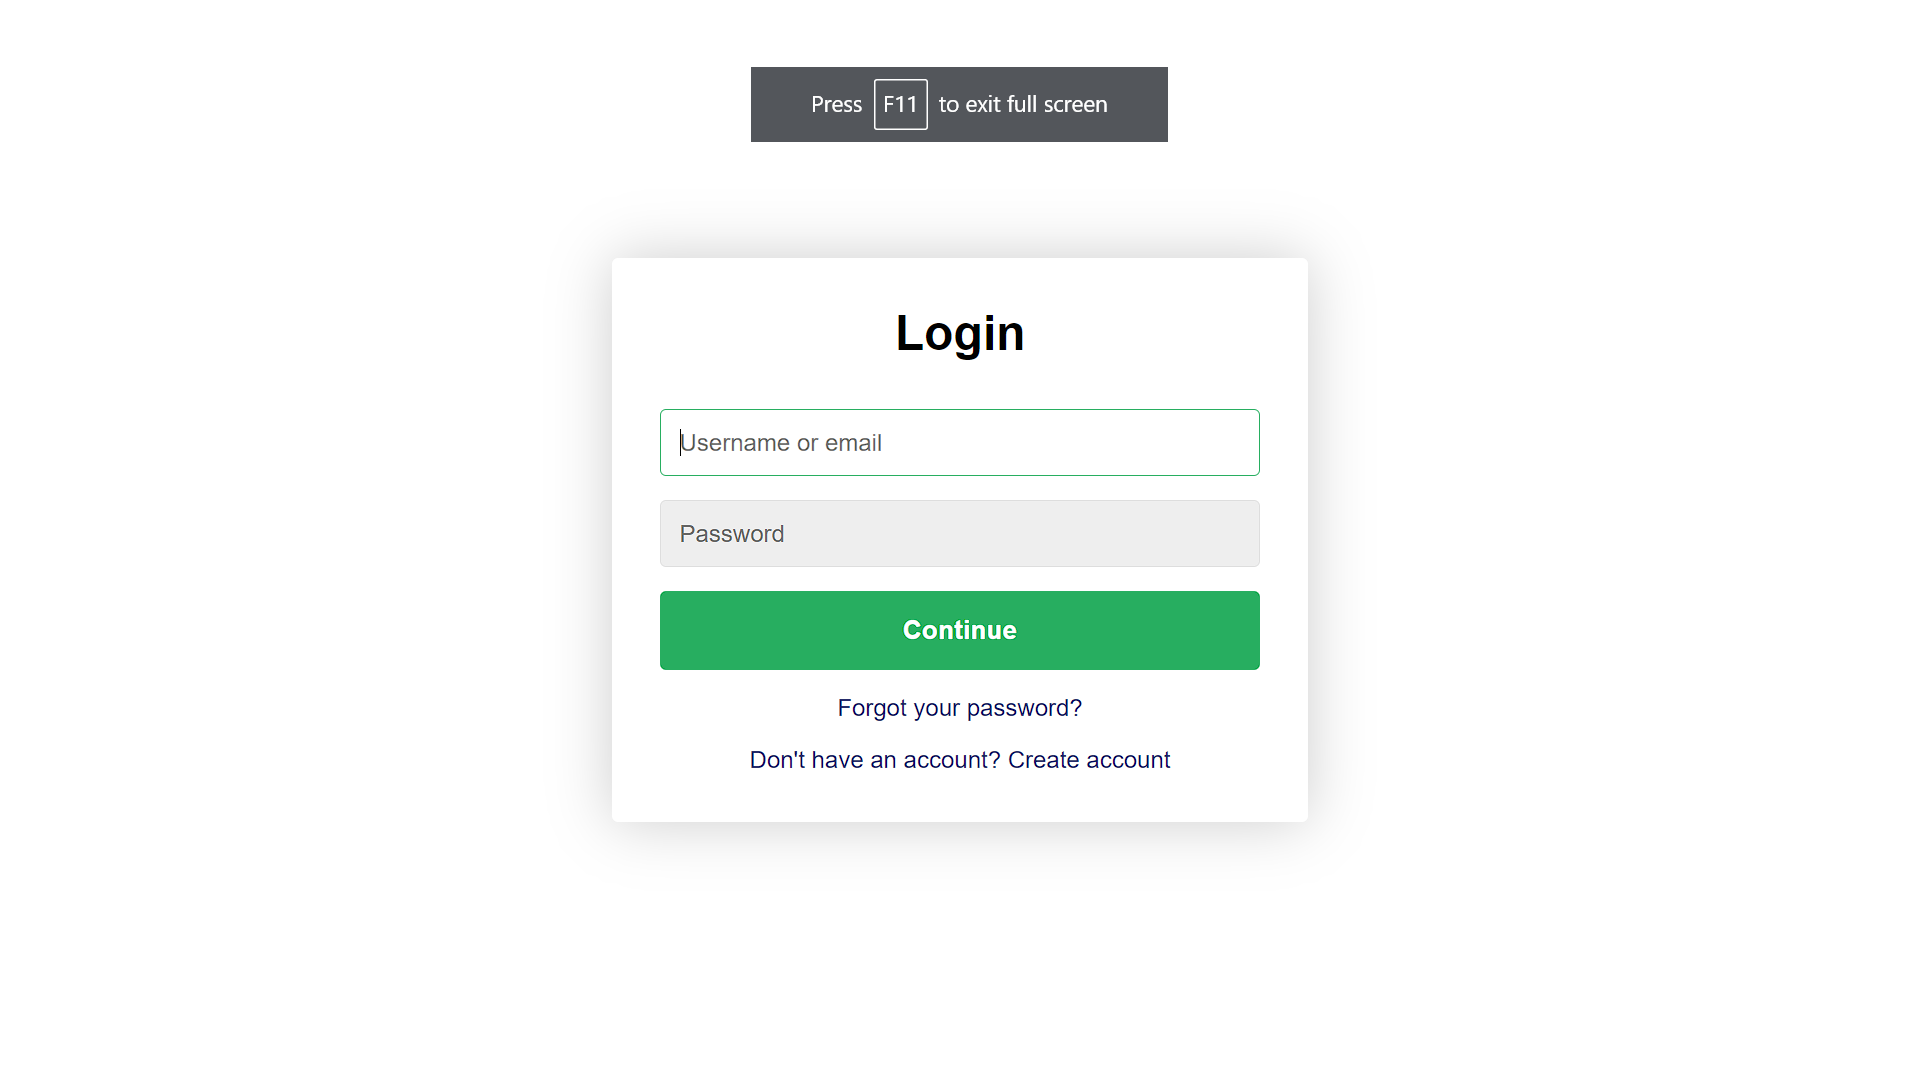 Press F11 to exit full screen
Login
Username or email
Password
Continue
Forgot your password?
Don't have an account? Create account